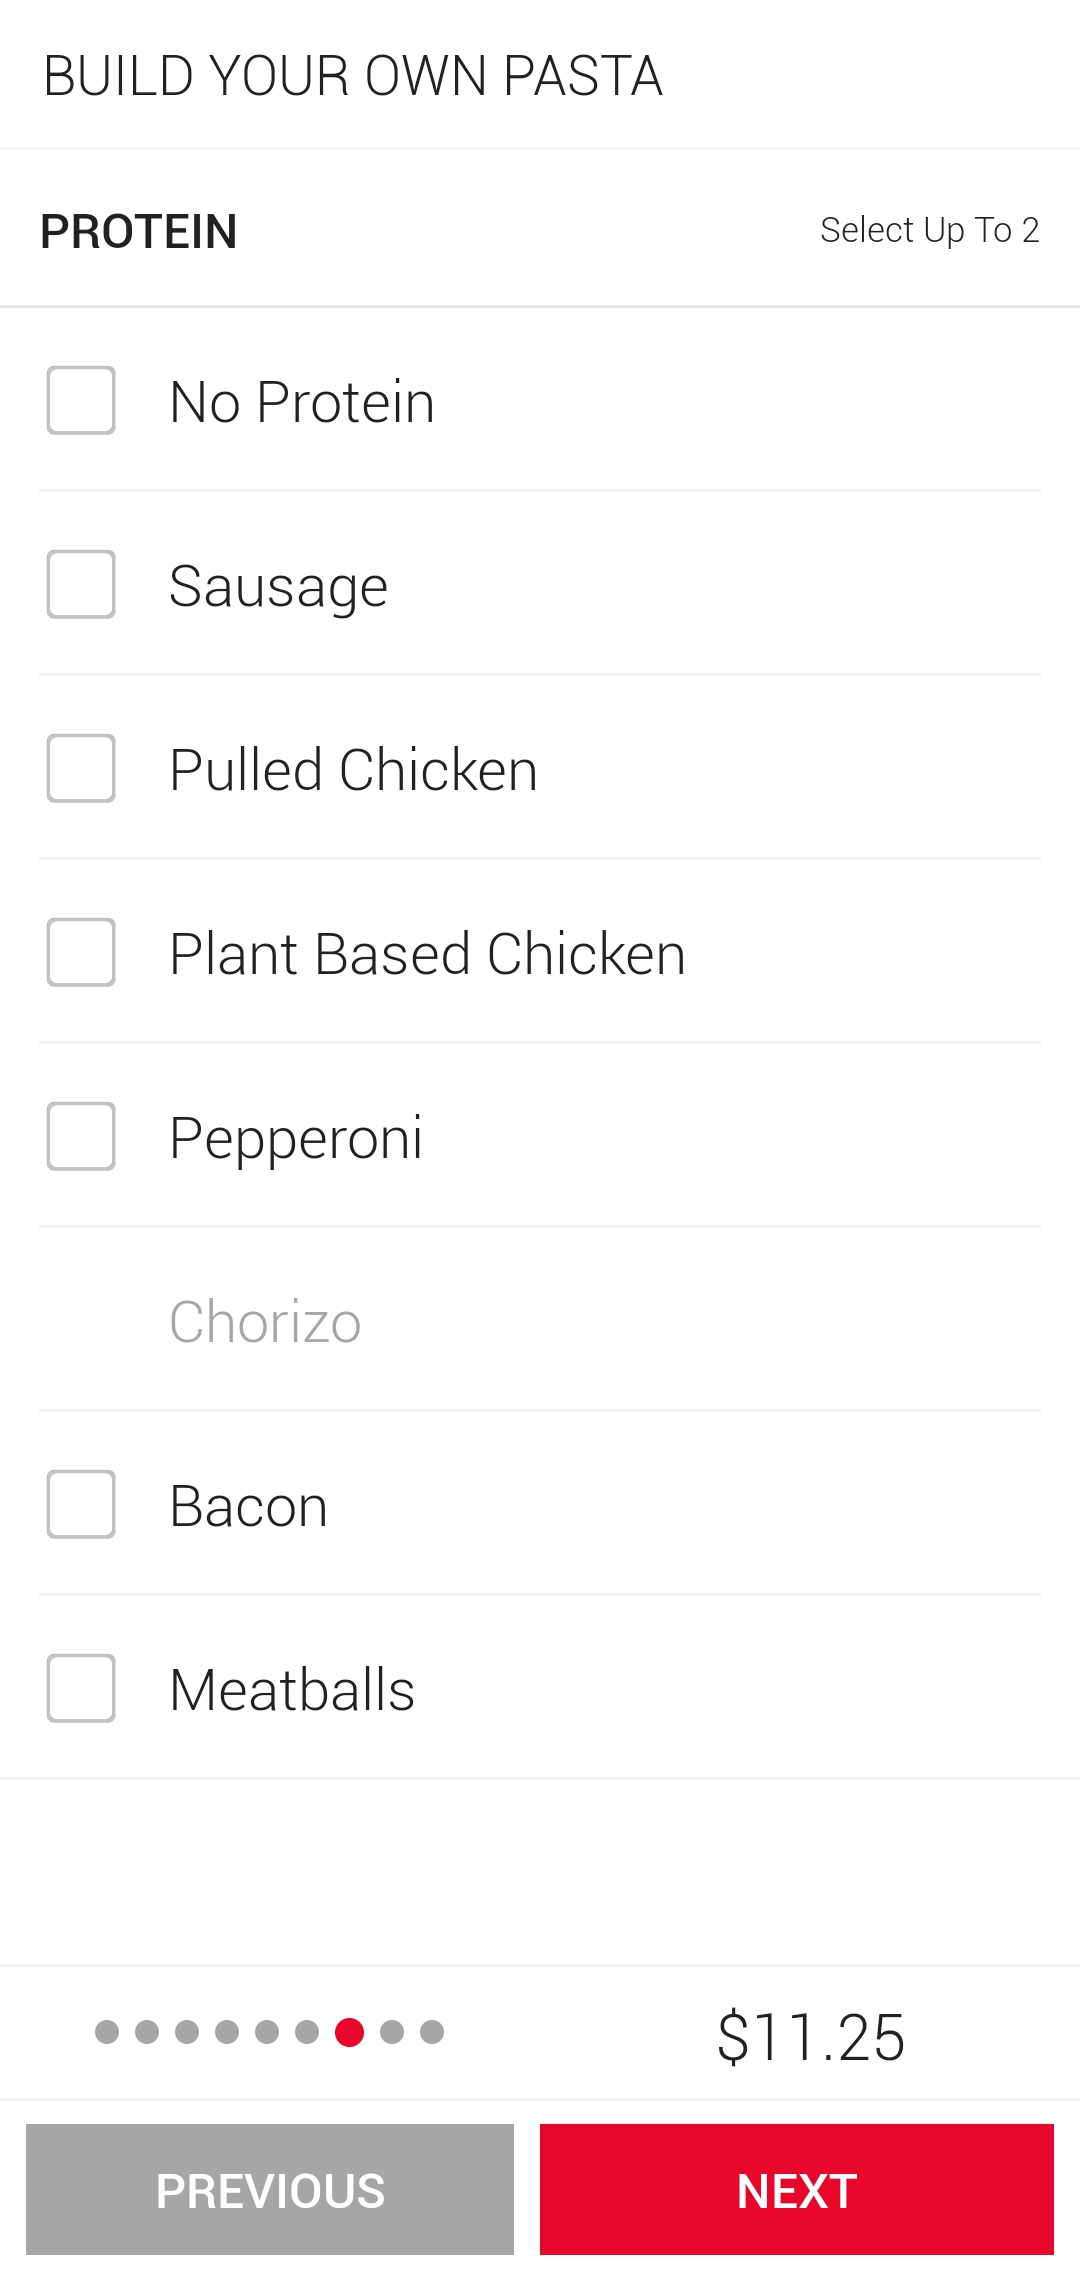 BUILD YOUR OWN PASTA
PROTEIN Select Up To 2
No Protein
Sausage
Pulled Chicken
Plant Based Chicken
Pepperoni
Chorizo
Bacon
Meatballs
$11.25
PREVIOUS NEXT